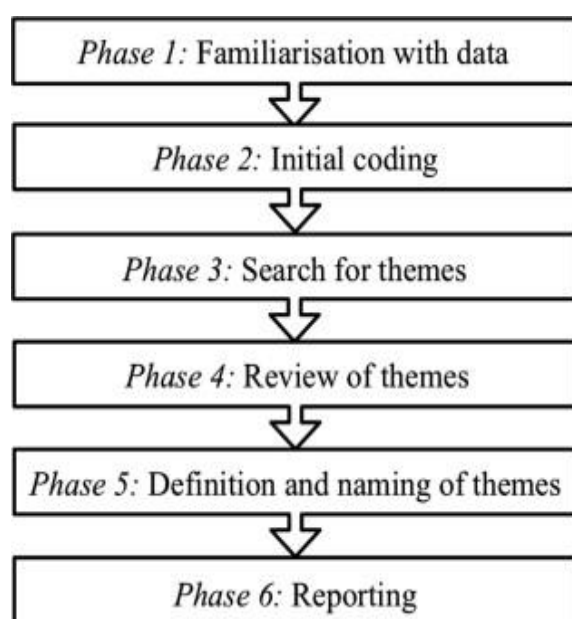 Phase 1: Familiarisation with data
Phase 2: Initial coding
Phase 3: Search for themes
Phase 4: Review of themes
Phase 5: Definition and naming of themes
Phase 6: Reporting